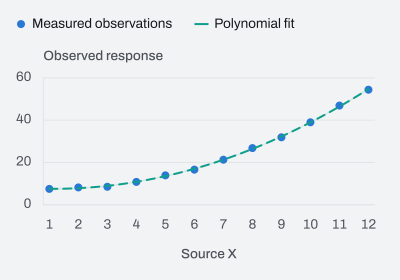 Measured observations Polynomial fit
Observed response
60
40
20
0
1 2 3 4 5 6 7 8 9 10 11 12
Source X